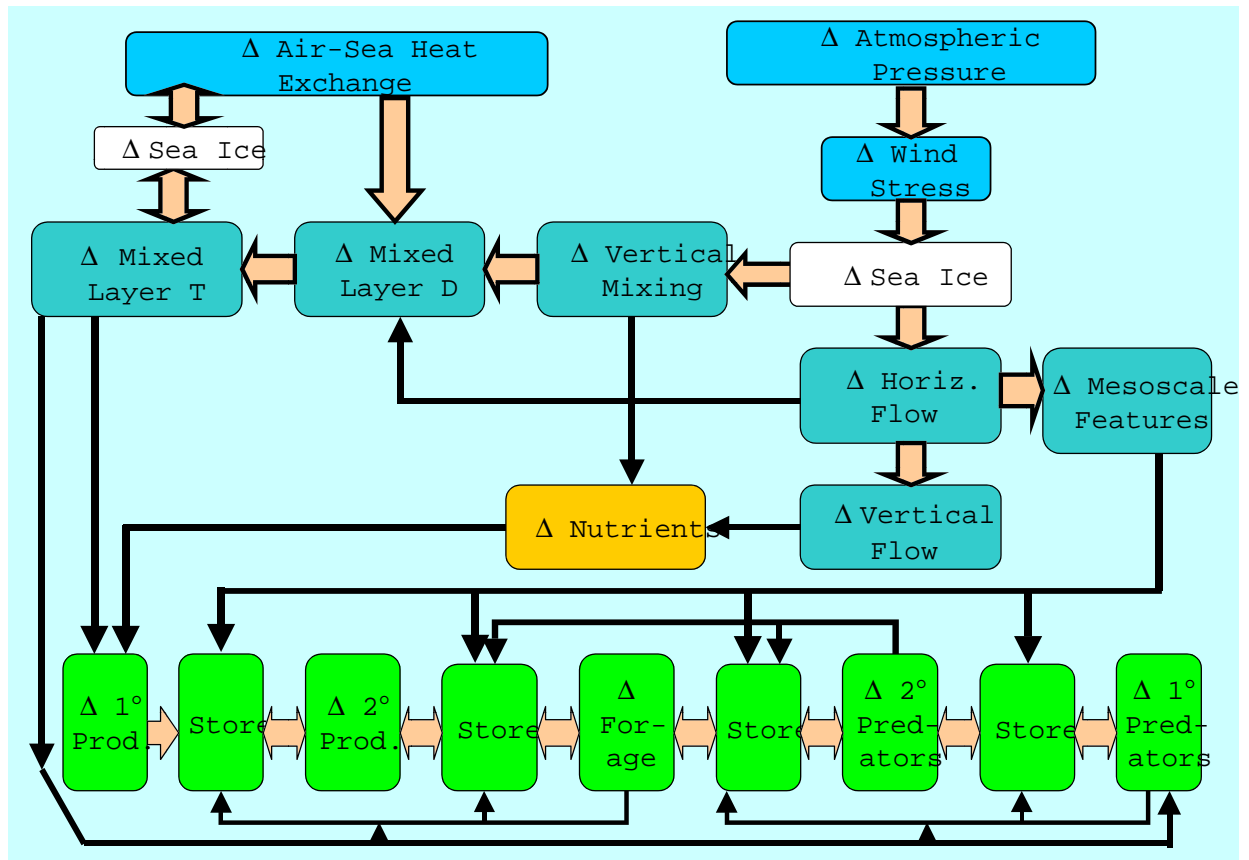 Δ Air-Sea Heat
Exchange
Δ Atmospheric
Pressure
Δ Sea Ice
Δ Wind
Stress
Δ Mixed
Layer T
Δ Mixed
Layer D
Δ Vertical
Mixing
Δ Sea Ice
Δ Horiz.
Flow
Δ Mesoscale
Features
Δ Nutrients
Δ Vertical
Flow
Δ 1°
Prod.
Store
Δ 2°
Prod.
Store
Δ
For-
age
Store
Δ 2°
Pred-
ators
Store
Δ 1°
Pred-
ators